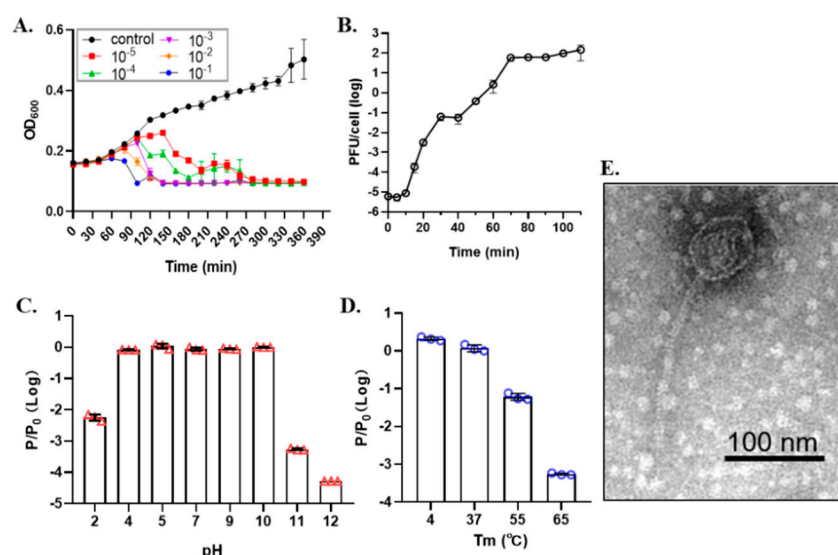 A.
control
10-5
10-4
10-3
10-2
10-1
0.6
0.4
0.2
0.0
OD600
0 30 60 90 120 150 180 210 240 270 300 330 360 390
Time (min)
B.
3
2
1
0
-1
-2
-3
-4
-5
-6
PFU/cell (log)
0 20 40 60 80 100
Time (min)
E.
100 nm
C.
1
0
-1
-2
-3
-4
-5
P/P0 (Log)
2 4 5 7 9 10 11 12
pH
D.
1
0
-1
-2
-3
-4
P/P0 (Log)
4 37 55 65
Tm (°C)